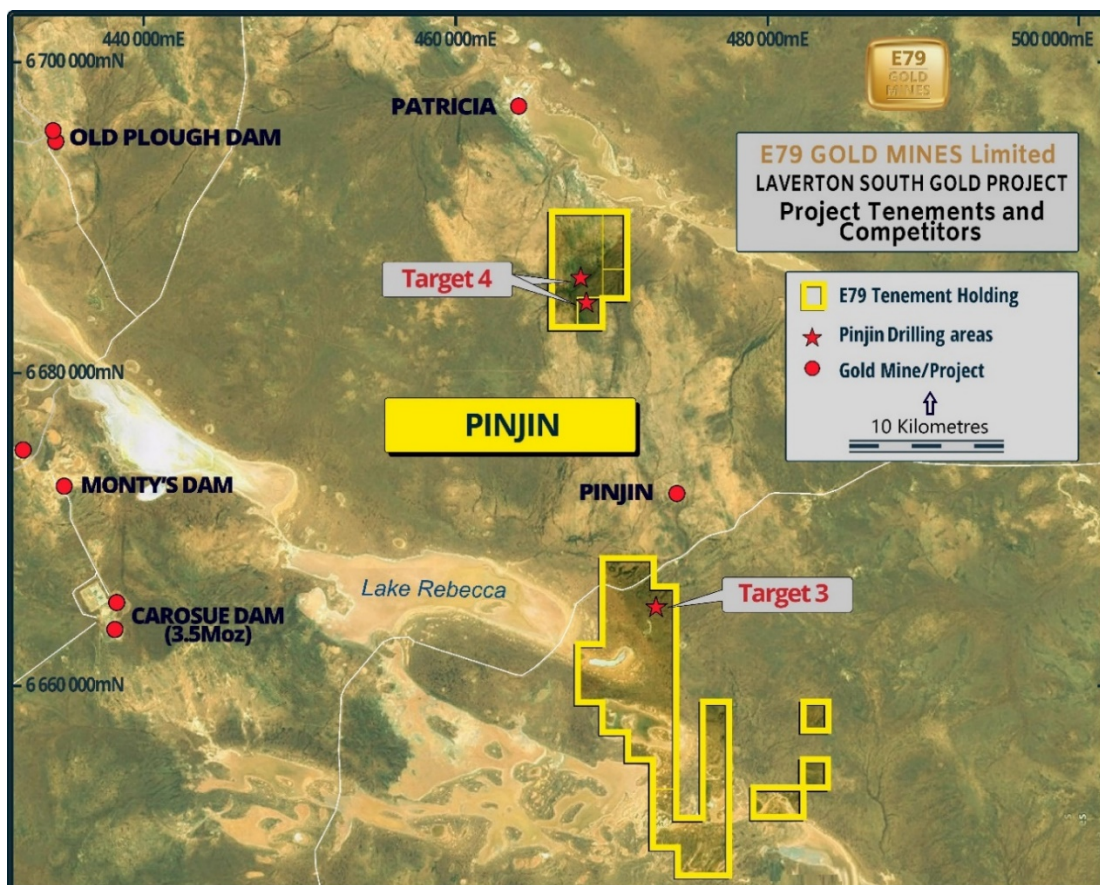 440 000mE
460 000mE
480 000mE
500 000mE
6 700 000mN
E79
GOLD
MINES
PATRICIA
OLD PLOUGH DAM
E79 GOLD MINES Limited
LAVERTON SOUTH GOLD PROJECT
Project Tenements and
Competitors
Target 4
E79 Tenement Holding
Pinjin Drilling areas
Gold Mine/Project
10 Kilometres
6 680 000mN
PINJIN
MONTY'S DAM
PINJIN
Lake Rebecca
Target 3
CAROSUE DAM
(3.5Moz)
6 660 000mN